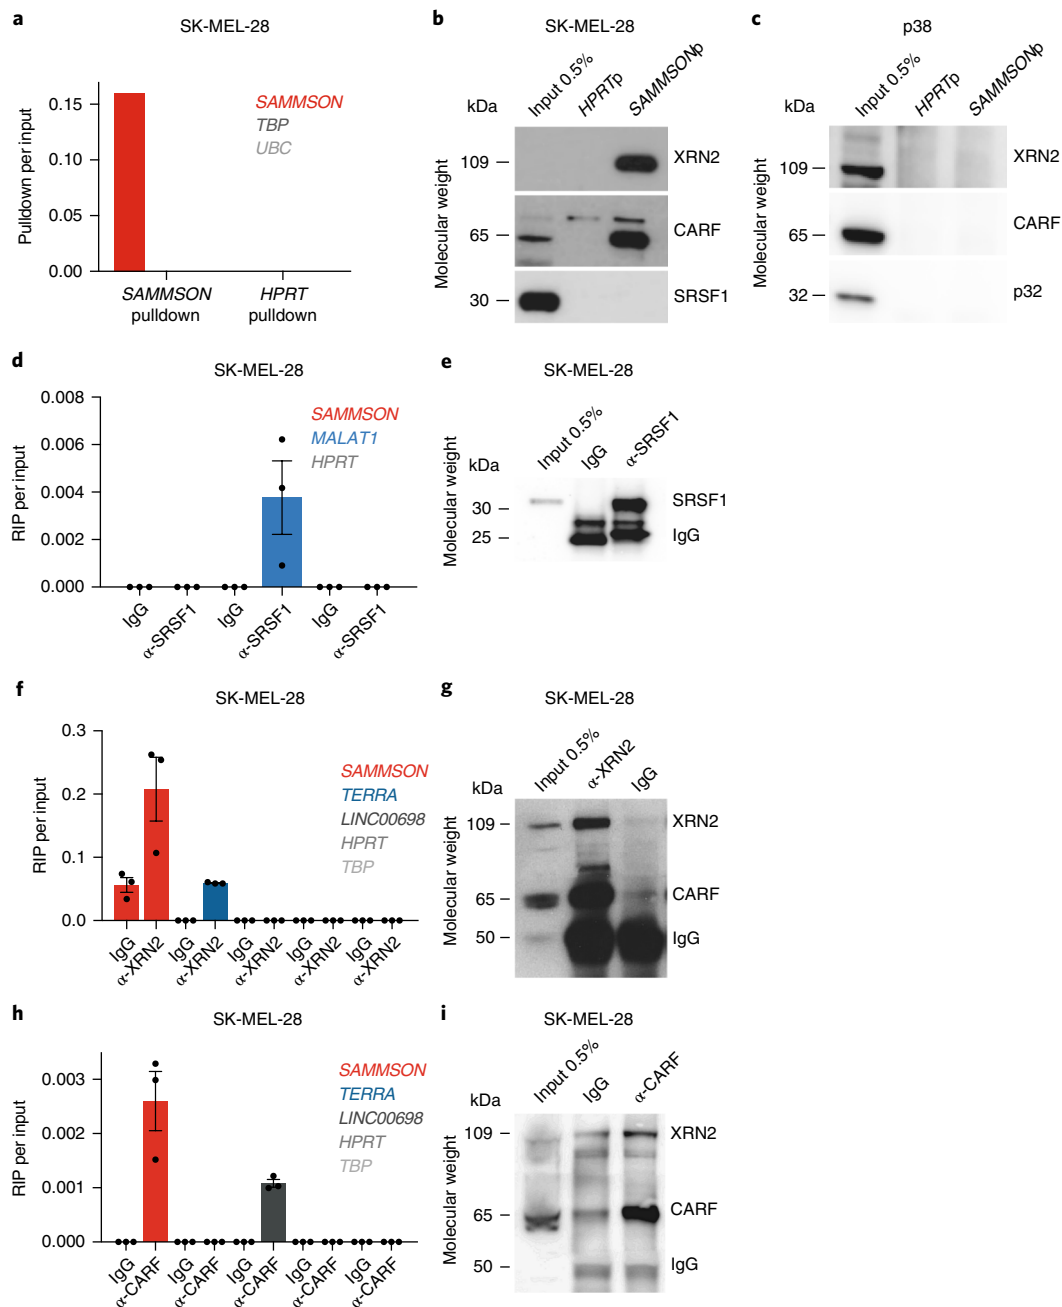 a
SK-MEL-28
Pulldown per input
0.15
0.10
0.05
0.00
SAMMSON
TBP
UBC
SAMMSON pulldown
HPRT pulldown
b
SK-MEL-28
Input 0.5%
HPRTp
SAMMSONp
kDa
Molecular weight
109
XRN2
65
CARF
30
SRSF1
c
p38
Input 0.5%
HPRTp
SAMMSONp
kDa
Molecular weight
109
XRN2
65
CARF
32
p32
d
SK-MEL-28
RIP per input
0.008
0.006
0.004
0.002
0.000
SAMMSON
MALAT1
HPRT
IgG
α-SRSF1
IgG
α-SRSF1
IgG
α-SRSF1
e
SK-MEL-28
Input 0.5%
IgG
α-SRSF1
kDa
Molecular weight
30
SRSF1
25
IgG
f
SK-MEL-28
RIP per input
0.3
0.2
0.1
0.0
SAMMSON
TERRA
LINC00698
HPRT
TBP
IgG
α-XRN2
IgG
α-XRN2
IgG
α-XRN2
IgG
α-XRN2
IgG
α-XRN2
g
SK-MEL-28
Input 0.5%
α-XRN2
IgG
kDa
Molecular weight
109
XRN2
65
CARF
50
IgG
h
SK-MEL-28
RIP per input
0.003
0.002
0.001
0.000
SAMMSON
TERRA
LINC00698
HPRT
TBP
IgG
α-CARF
IgG
α-CARF
IgG
α-CARF
IgG
α-CARF
IgG
α-CARF
i
SK-MEL-28
Input 0.5%
IgG
α-CARF
kDa
Molecular weight
109
XRN2
65
CARF
50
IgG